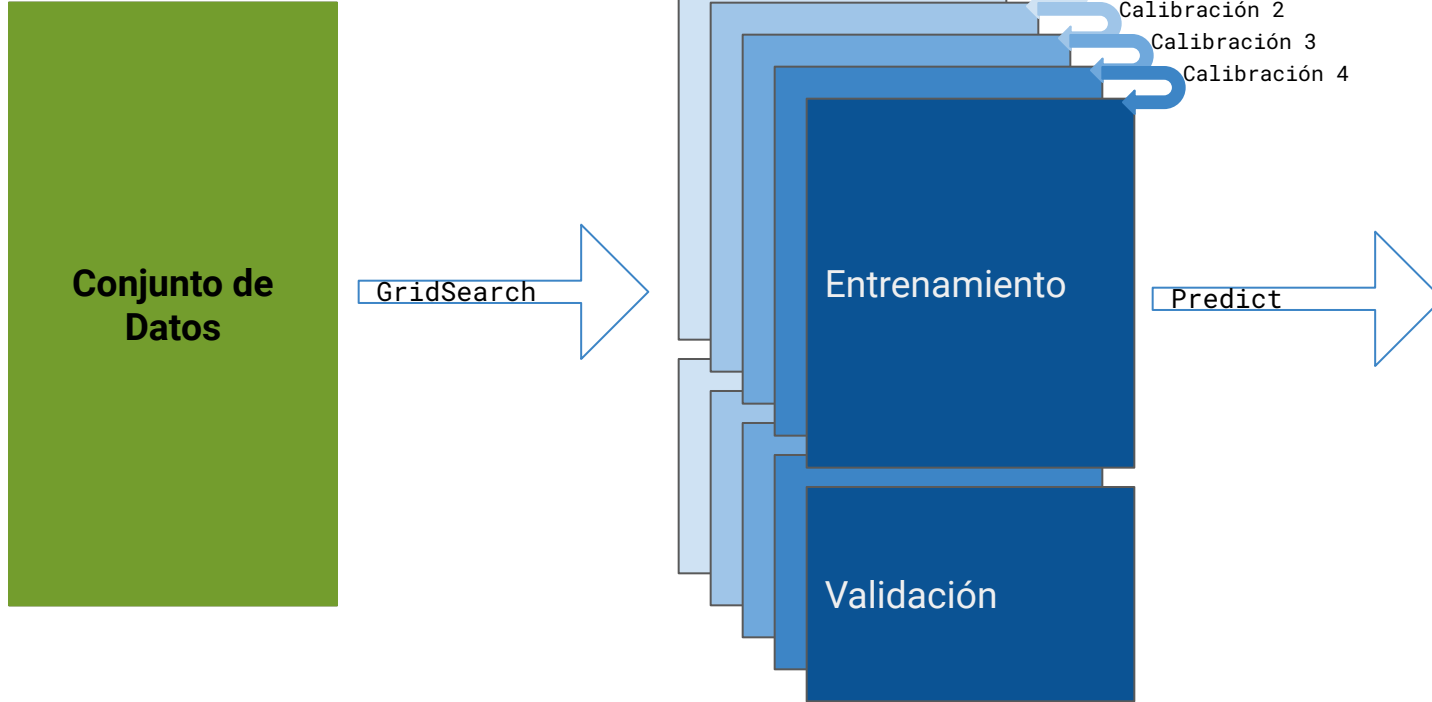 Calibración 2
Calibración 3
Calibración 4
Conjunto de
Datos
GridSearch
Entrenamiento
Predict
Validación